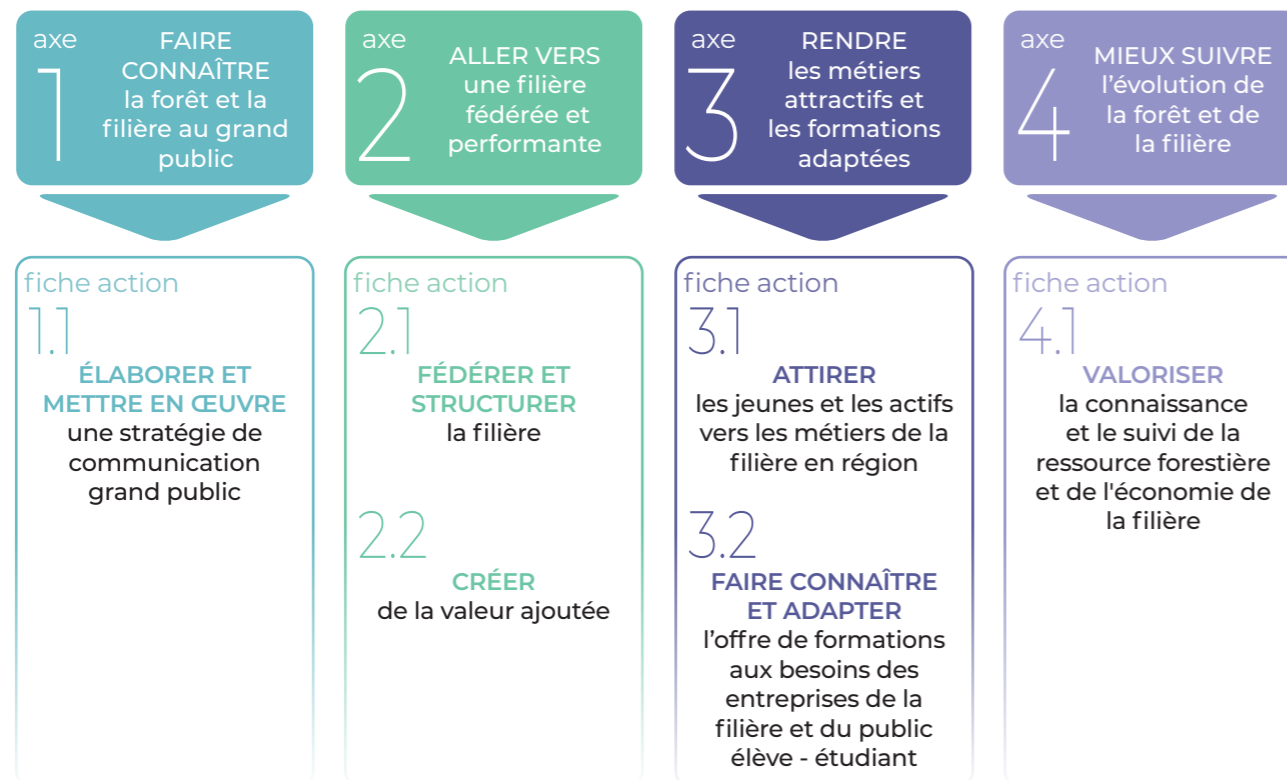 axe
1
FAIRE
CONNAÎTRE
la forêt et la
filière au grand
public
axe
2
ALLER VERS
une filière
fédérée et
performante
axe
3
RENDRE
les métiers
attractifs et
les formations
adaptées
axe
4
MIEUX SUIVRE
l’évolution de
la forêt et de
la filière
fiche action
1.1
ÉLABORER ET
METTRE EN ŒUVRE
une stratégie de
communication
grand public
fiche action
2.1
FÉDÉRER ET
STRUCTURER
la filière
2.2
CRÉER
de la valeur ajoutée
fiche action
3.1
ATTIRER
les jeunes et les actifs
vers les métiers de la
filière en région
3.2
FAIRE CONNAÎTRE
ET ADAPTER
l’offre de formations
aux besoins des
entreprises de la
filière et du public
élève - étudiant
fiche action
4.1
VALORISER
la connaissance
et le suivi de la
ressource forestière
et de l'économie de
la filière